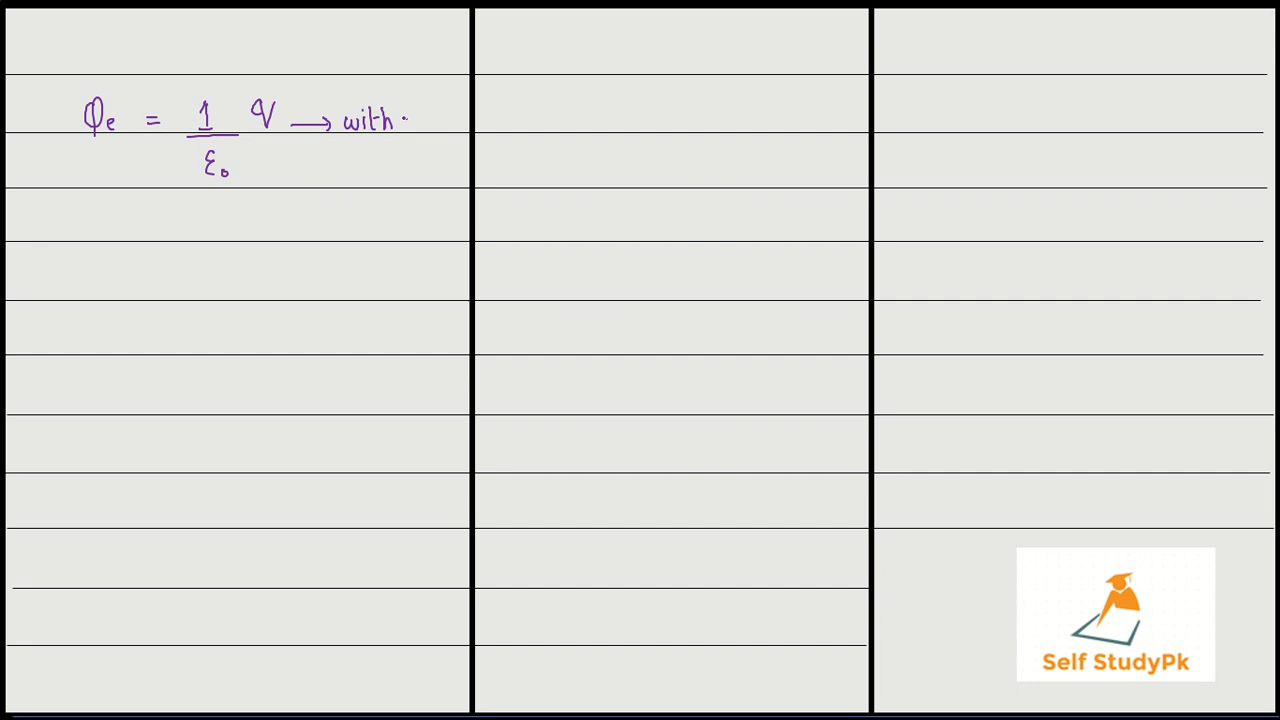 Φe = 1/ε₀ q → with
Self StudyPk